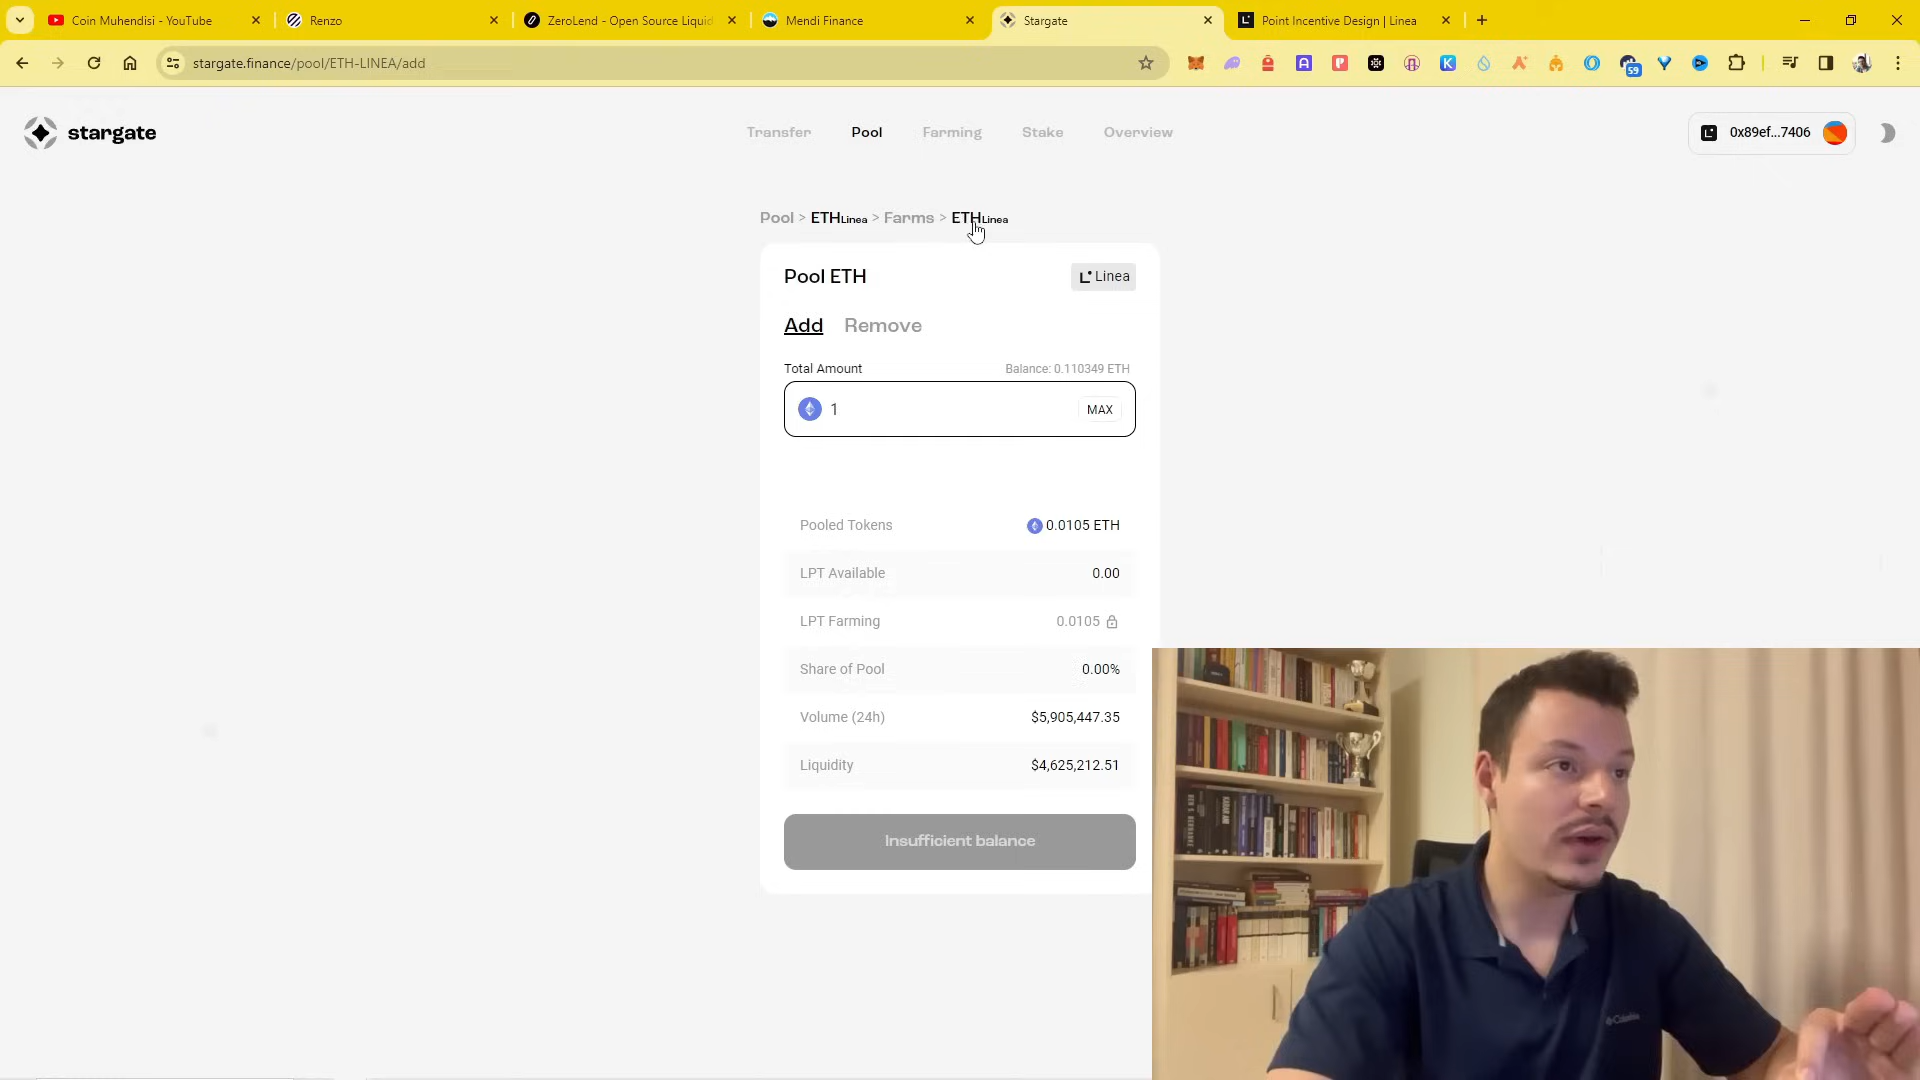 Coin Muhendisi - YouTube
Renzo
ZeroLend - Open Source Liquid
Mendi Finance
Stargate
Point Incentive Design | Linea
stargate.finance/pool/ETH-LINEA/add
59
stargate
Transfer
Pool
Farming
Stake
Overview
0x89ef...7406
Pool > ETHLinea > Farms > ETHLinea
Pool ETH
Linea
Add
Remove
Total Amount
Balance: 0.110349 ETH
1
MAX
Pooled Tokens
0.0105 ETH
LPT Available
0.00
LPT Farming
0.0105
Share of Pool
0.00%
Volume (24h)
$5,905,447.35
Liquidity
$4,625,212.51
Insufficient balance
Columbia